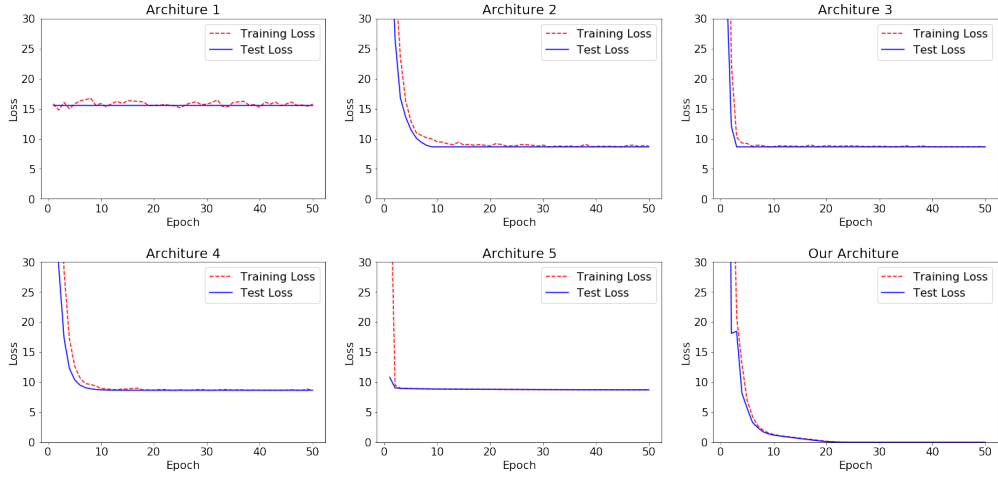 Architure 1
30
25
20
15
10
5
0
Loss
Training Loss
Test Loss
0 10 20 30 40 50
Epoch
Architure 2
30
25
20
15
10
5
0
Loss
Training Loss
Test Loss
0 10 20 30 40 50
Epoch
Architure 3
30
25
20
15
10
5
0
Loss
Training Loss
Test Loss
0 10 20 30 40 50
Epoch
Architure 4
30
25
20
15
10
5
0
Loss
Training Loss
Test Loss
0 10 20 30 40 50
Epoch
Architure 5
30
25
20
15
10
5
0
Loss
Training Loss
Test Loss
0 10 20 30 40 50
Epoch
Our Architure
30
25
20
15
10
5
0
Loss
Training Loss
Test Loss
0 10 20 30 40 50
Epoch